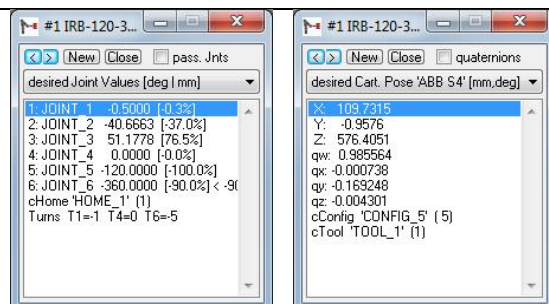 #1 IRB-120-3...
< > New Close pass. Jnts
desired Joint Values [deg | mm]
1: JOINT_1 -0.5000 [-0.3%]
2: JOINT_2 -40.6663 [-37.0%]
3: JOINT_3 51.1778 [76.5%]
4: JOINT_4 0.0000 [-0.0%]
5: JOINT_5 -120.0000 [-100.0%]
6: JOINT_6 -360.0000 [-90.0%] < -90
cHome 'HOME_1' (1)
Turns T1=-1 T4=0 T6=-5
#1 IRB-120-3...
< > New Close quaternions
desired Cart. Pose 'ABB S4' [mm,deg]
X: 109.7315
Y: -0.9576
Z: 576.4051
qw: 0.985564
qx: -0.000738
qy: -0.169248
qz: -0.004301
cConfig 'CONFIG_5' ( 5)
cTool 'TOOL_1' (1)